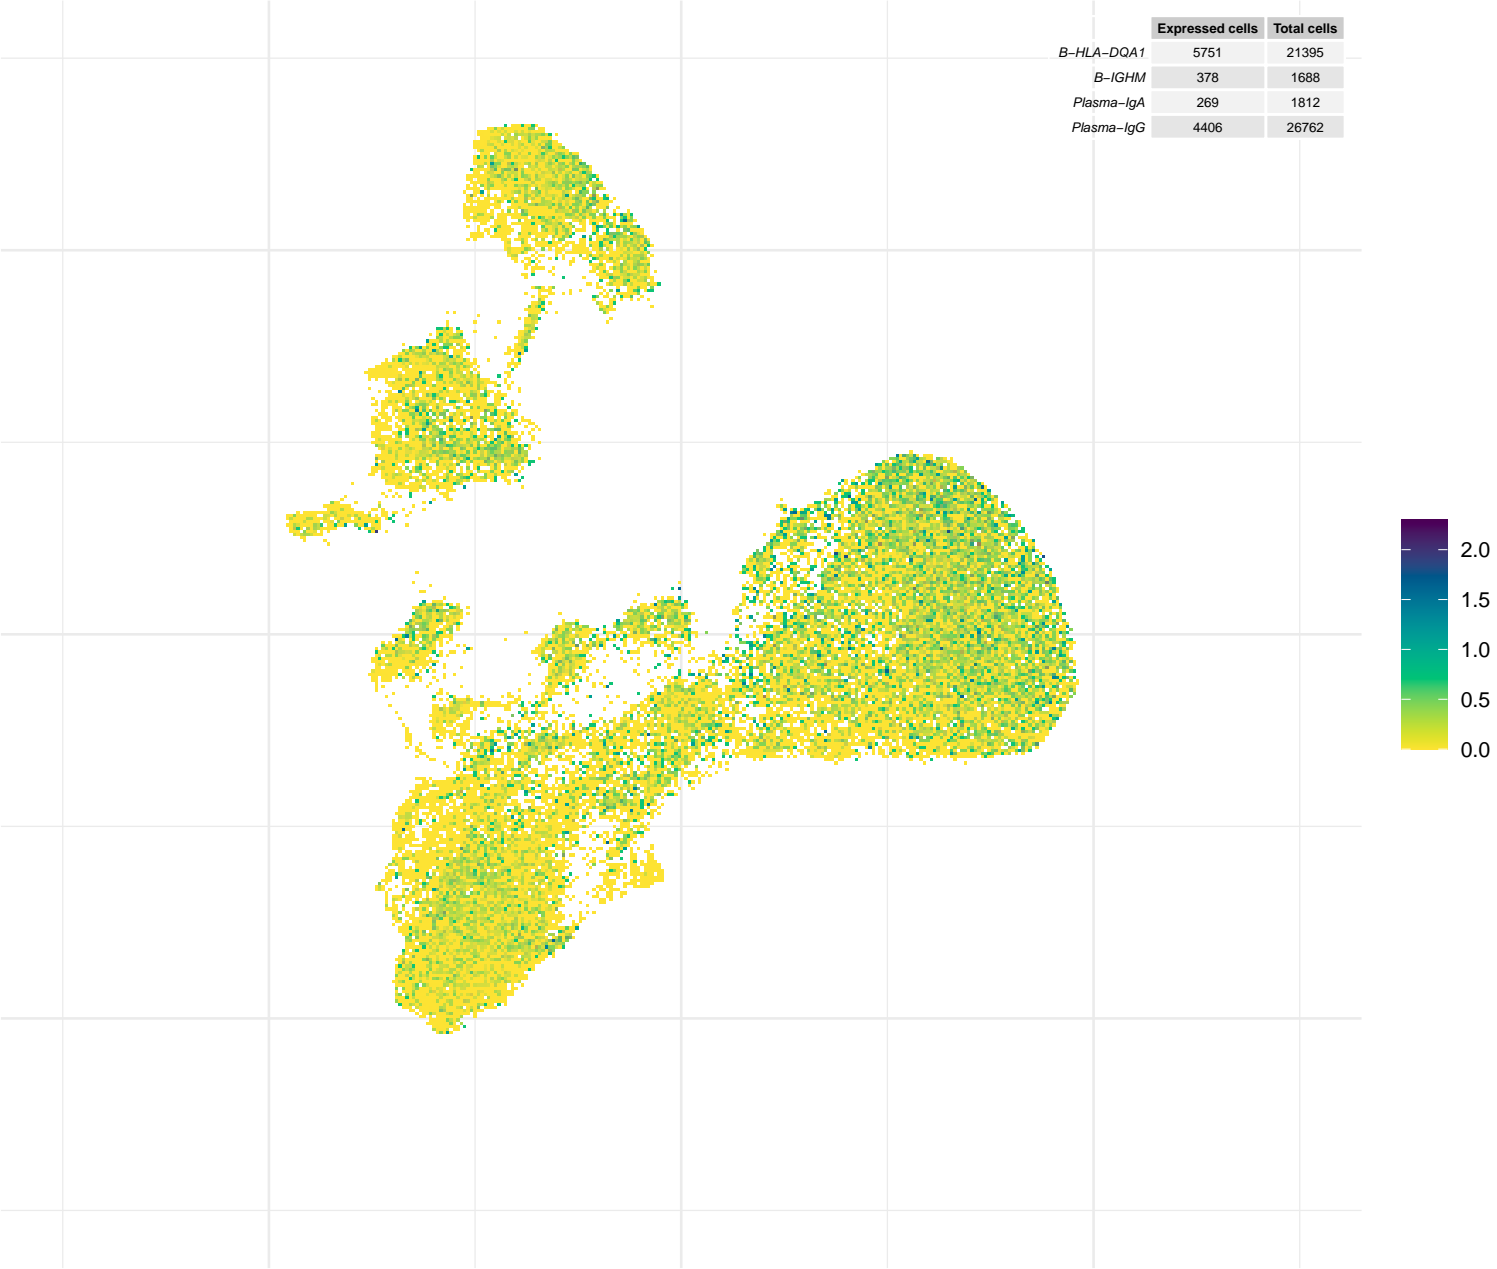 Expressed cells Total cells
B−HLA−DQA1 5751 21395
B−IGHM 378 1688
Plasma−IgA 269 1812
Plasma−IgG 4406 26762
2.0
1.5
1.0
0.5
0.0